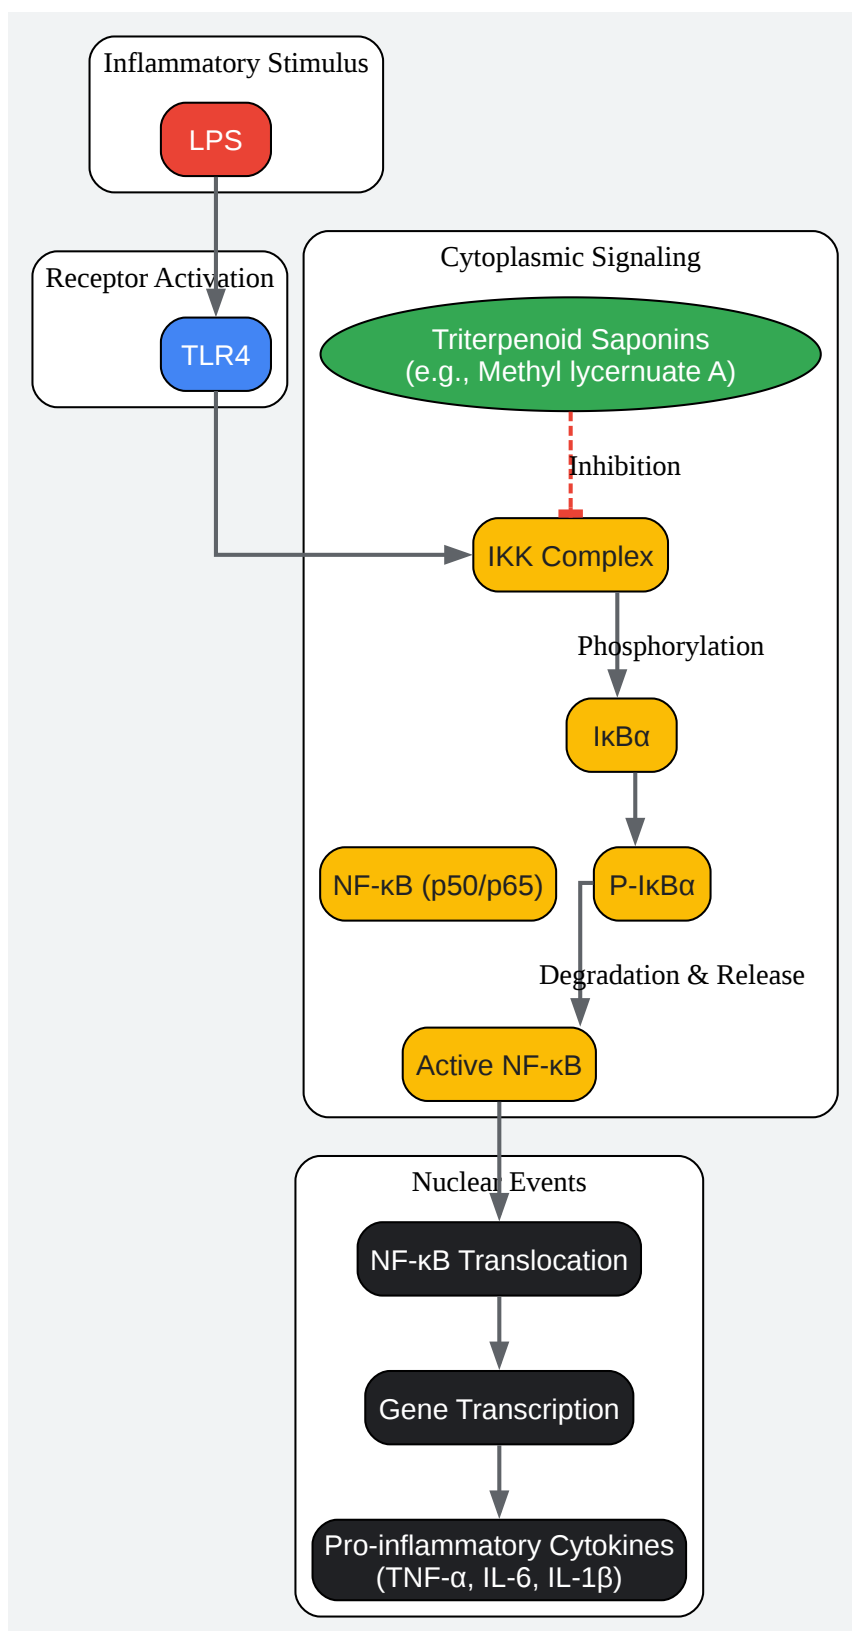 Inflammatory Stimulus
LPS
Receptor Activation
TLR4
Cytoplasmic Signaling
Triterpenoid Saponins
(e.g., Methyl lycernuate A)
Inhibition
IKK Complex
Phosphorylation
IκBα
NF-κB (p50/p65)
P-IκBα
Degradation & Release
Active NF-κB
Nuclear Events
NF-κB Translocation
Gene Transcription
Pro-inflammatory Cytokines
(TNF-α, IL-6, IL-1β)